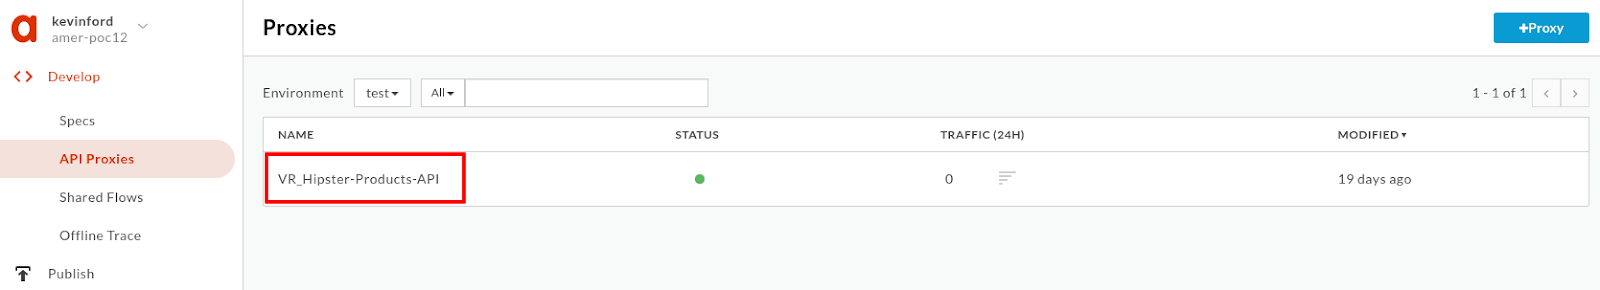 kevinford
amer-poc12
Develop
Specs
API Proxies
Shared Flows
Offline Trace
Publish
Proxies
+Proxy
Environment test All 1 - 1 of 1
NAME STATUS TRAFFIC (24H) MODIFIED
VR_Hipster-Products-API 0 19 days ago